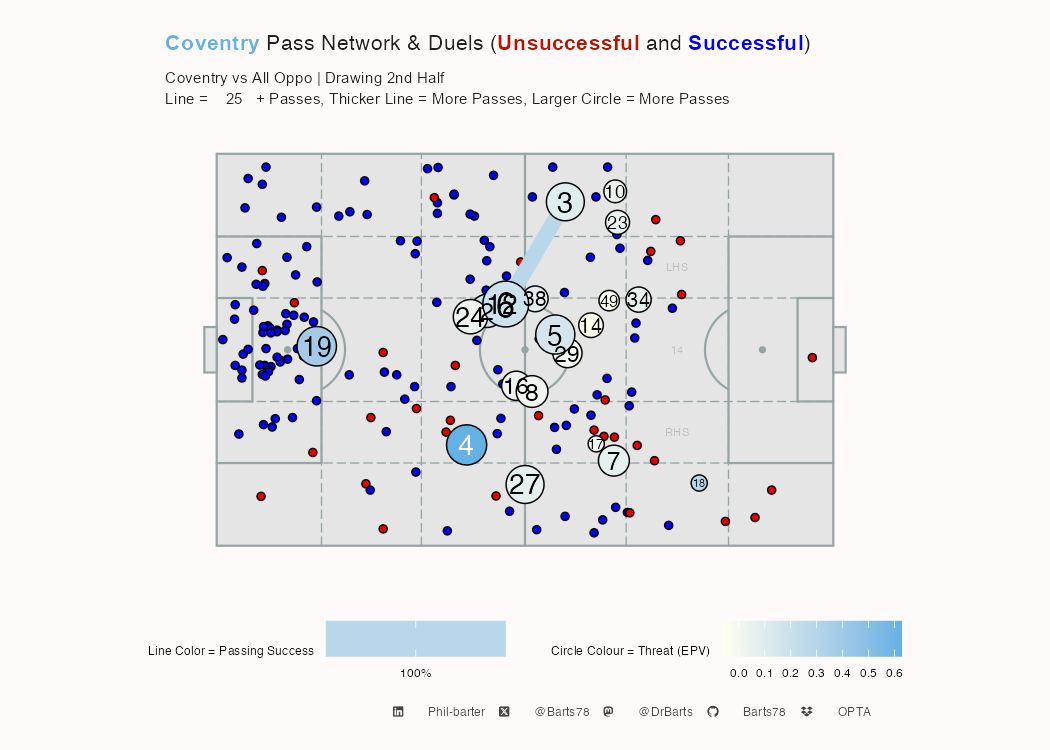 Coventry Pass Network & Duels (Unsuccessful and Successful)
Coventry vs All Oppo | Drawing 2nd Half
Line = 25 + Passes, Thicker Line = More Passes, Larger Circle = More Passes
10
3
23
LHS
38
49
34
24
14
5
19
29
14
16
8
17
RHS
4
7
27
18
Line Color = Passing Success
100%
Circle Colour = Threat (EPV)
0.0 0.1 0.2 0.3 0.4 0.5 0.6
Phil-barter @Barts78 @DrBarts Barts78 OPTA